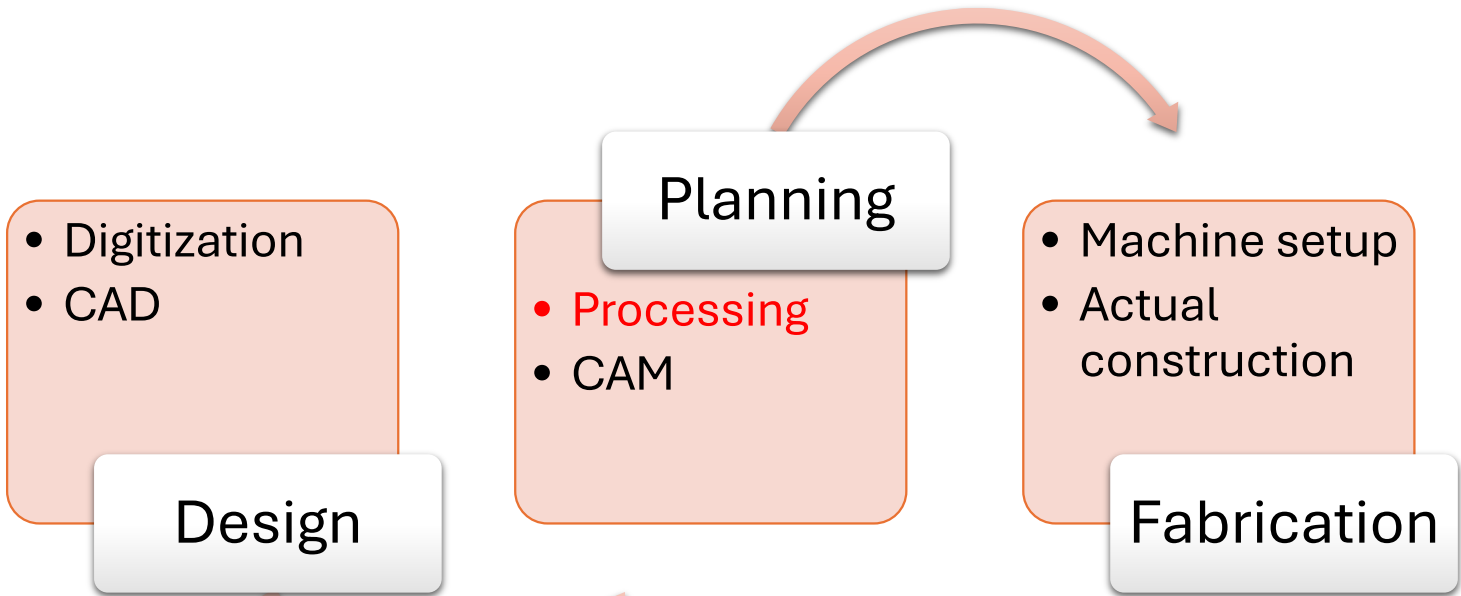 • Digitization
• CAD
Design
Planning
• Processing
• CAM
• Machine setup
• Actual
construction
Fabrication